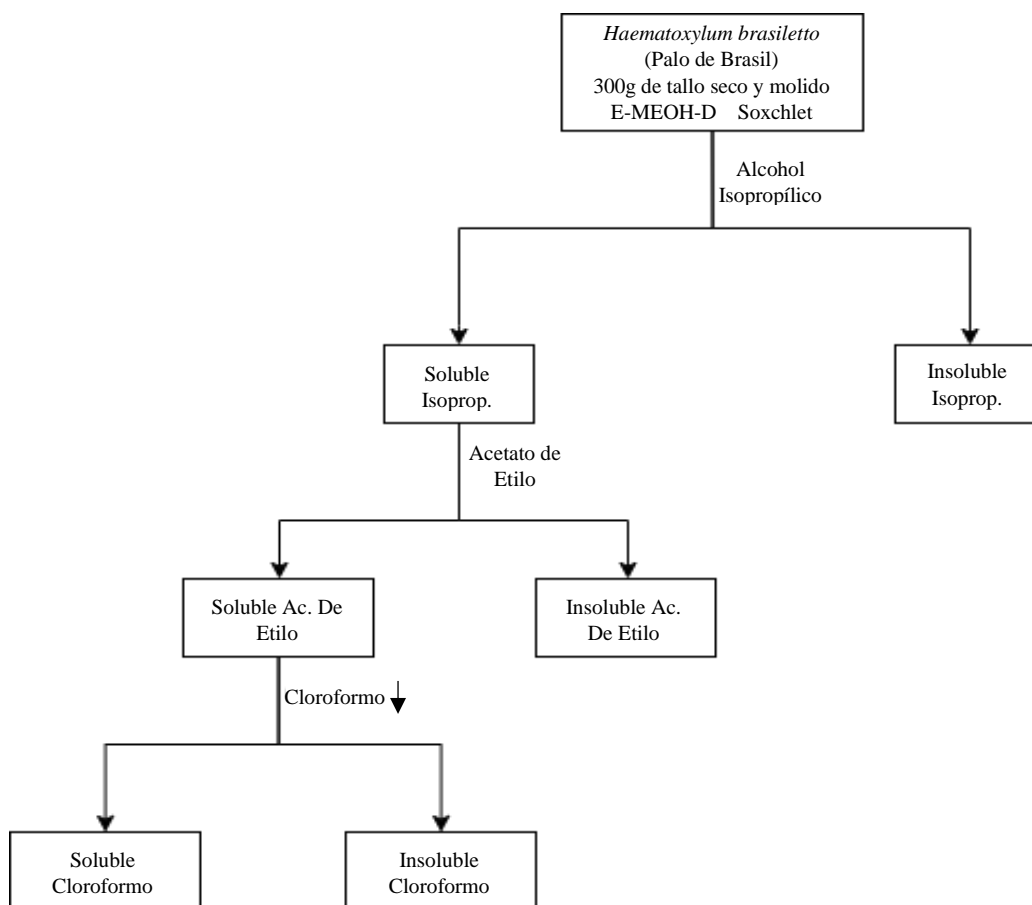 Haematoxylum brasiletto
(Palo de Brasil)
300g de tallo seco y molido
E-MEOH-D Soxchlet
Alcohol
Isopropílico
Soluble
Isoprop.
Insoluble
Isoprop.
Acetato de
Etilo
Soluble Ac. De
Etilo
Insoluble Ac.
De Etilo
Cloroformo
Soluble
Cloroformo
Insoluble
Cloroformo